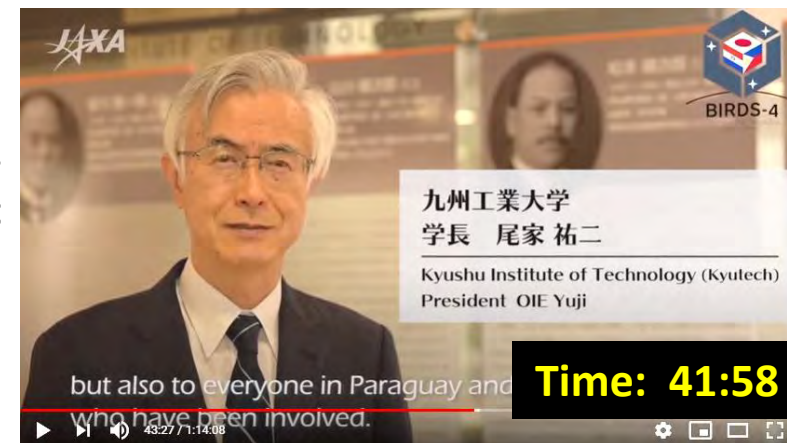 JAXA
BIRDS-4
九州工業大学
学長 尾家 祐二
Kyushu Institute of Technology (Kyutech)
President OIE Yuji
but also to everyone in Paraguay and
who have been involved.
Time: 41:58
43:27 / 1:14:08